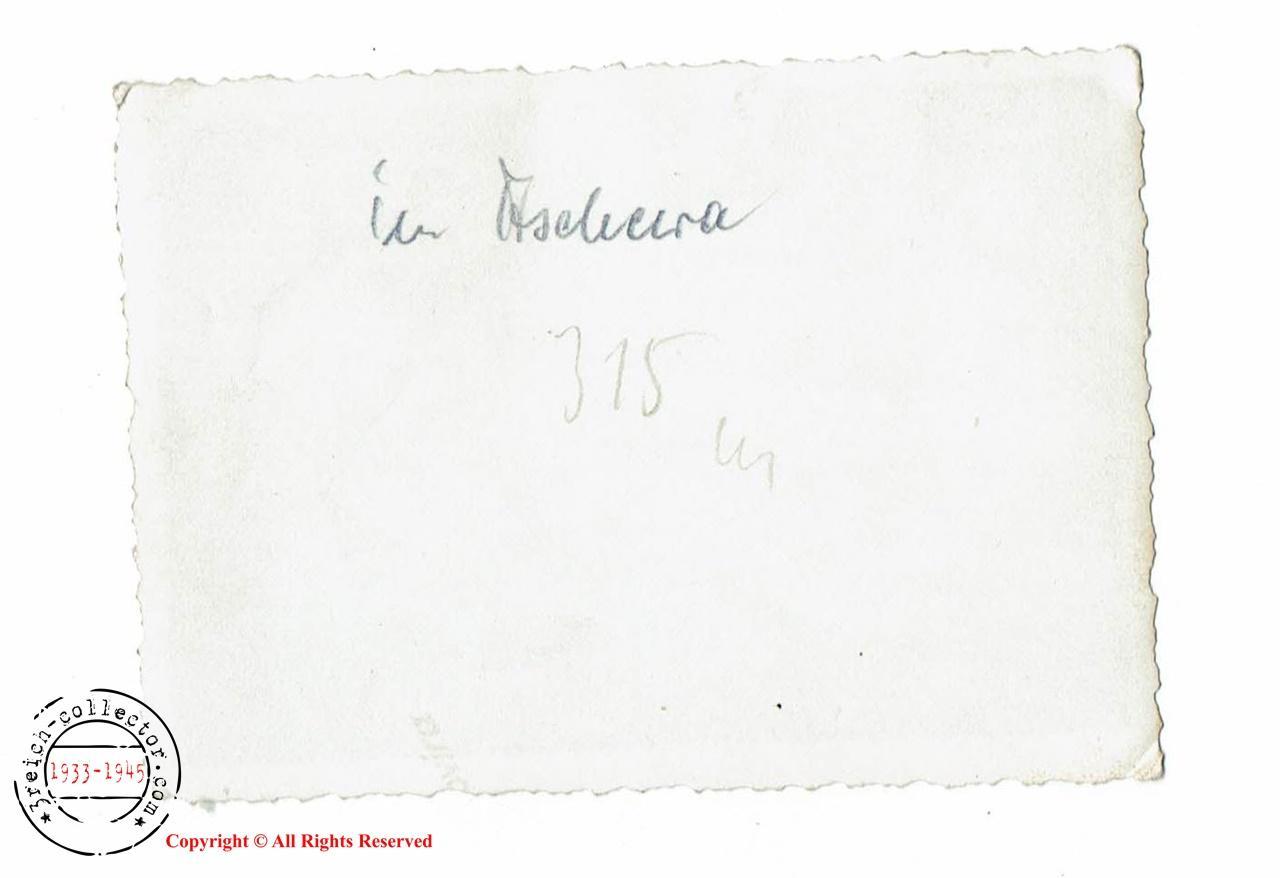 in
315
m
3reich-collector.com
1933-1945
Copyright © All Rights Reserved